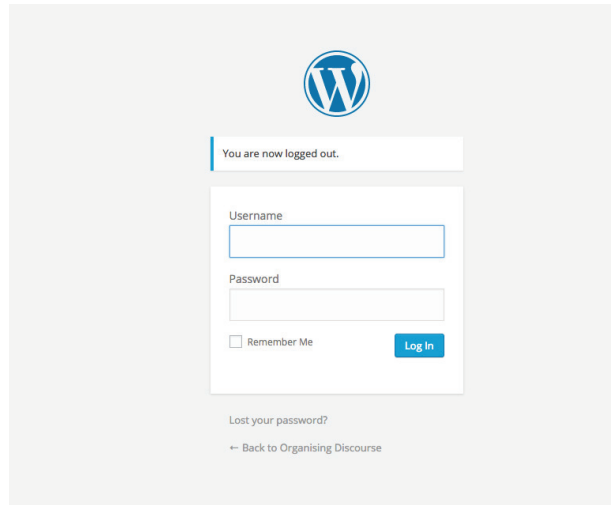 You are now logged out.
Username
Password
Remember Me
Log In
Lost your password?
← Back to Organising Discourse